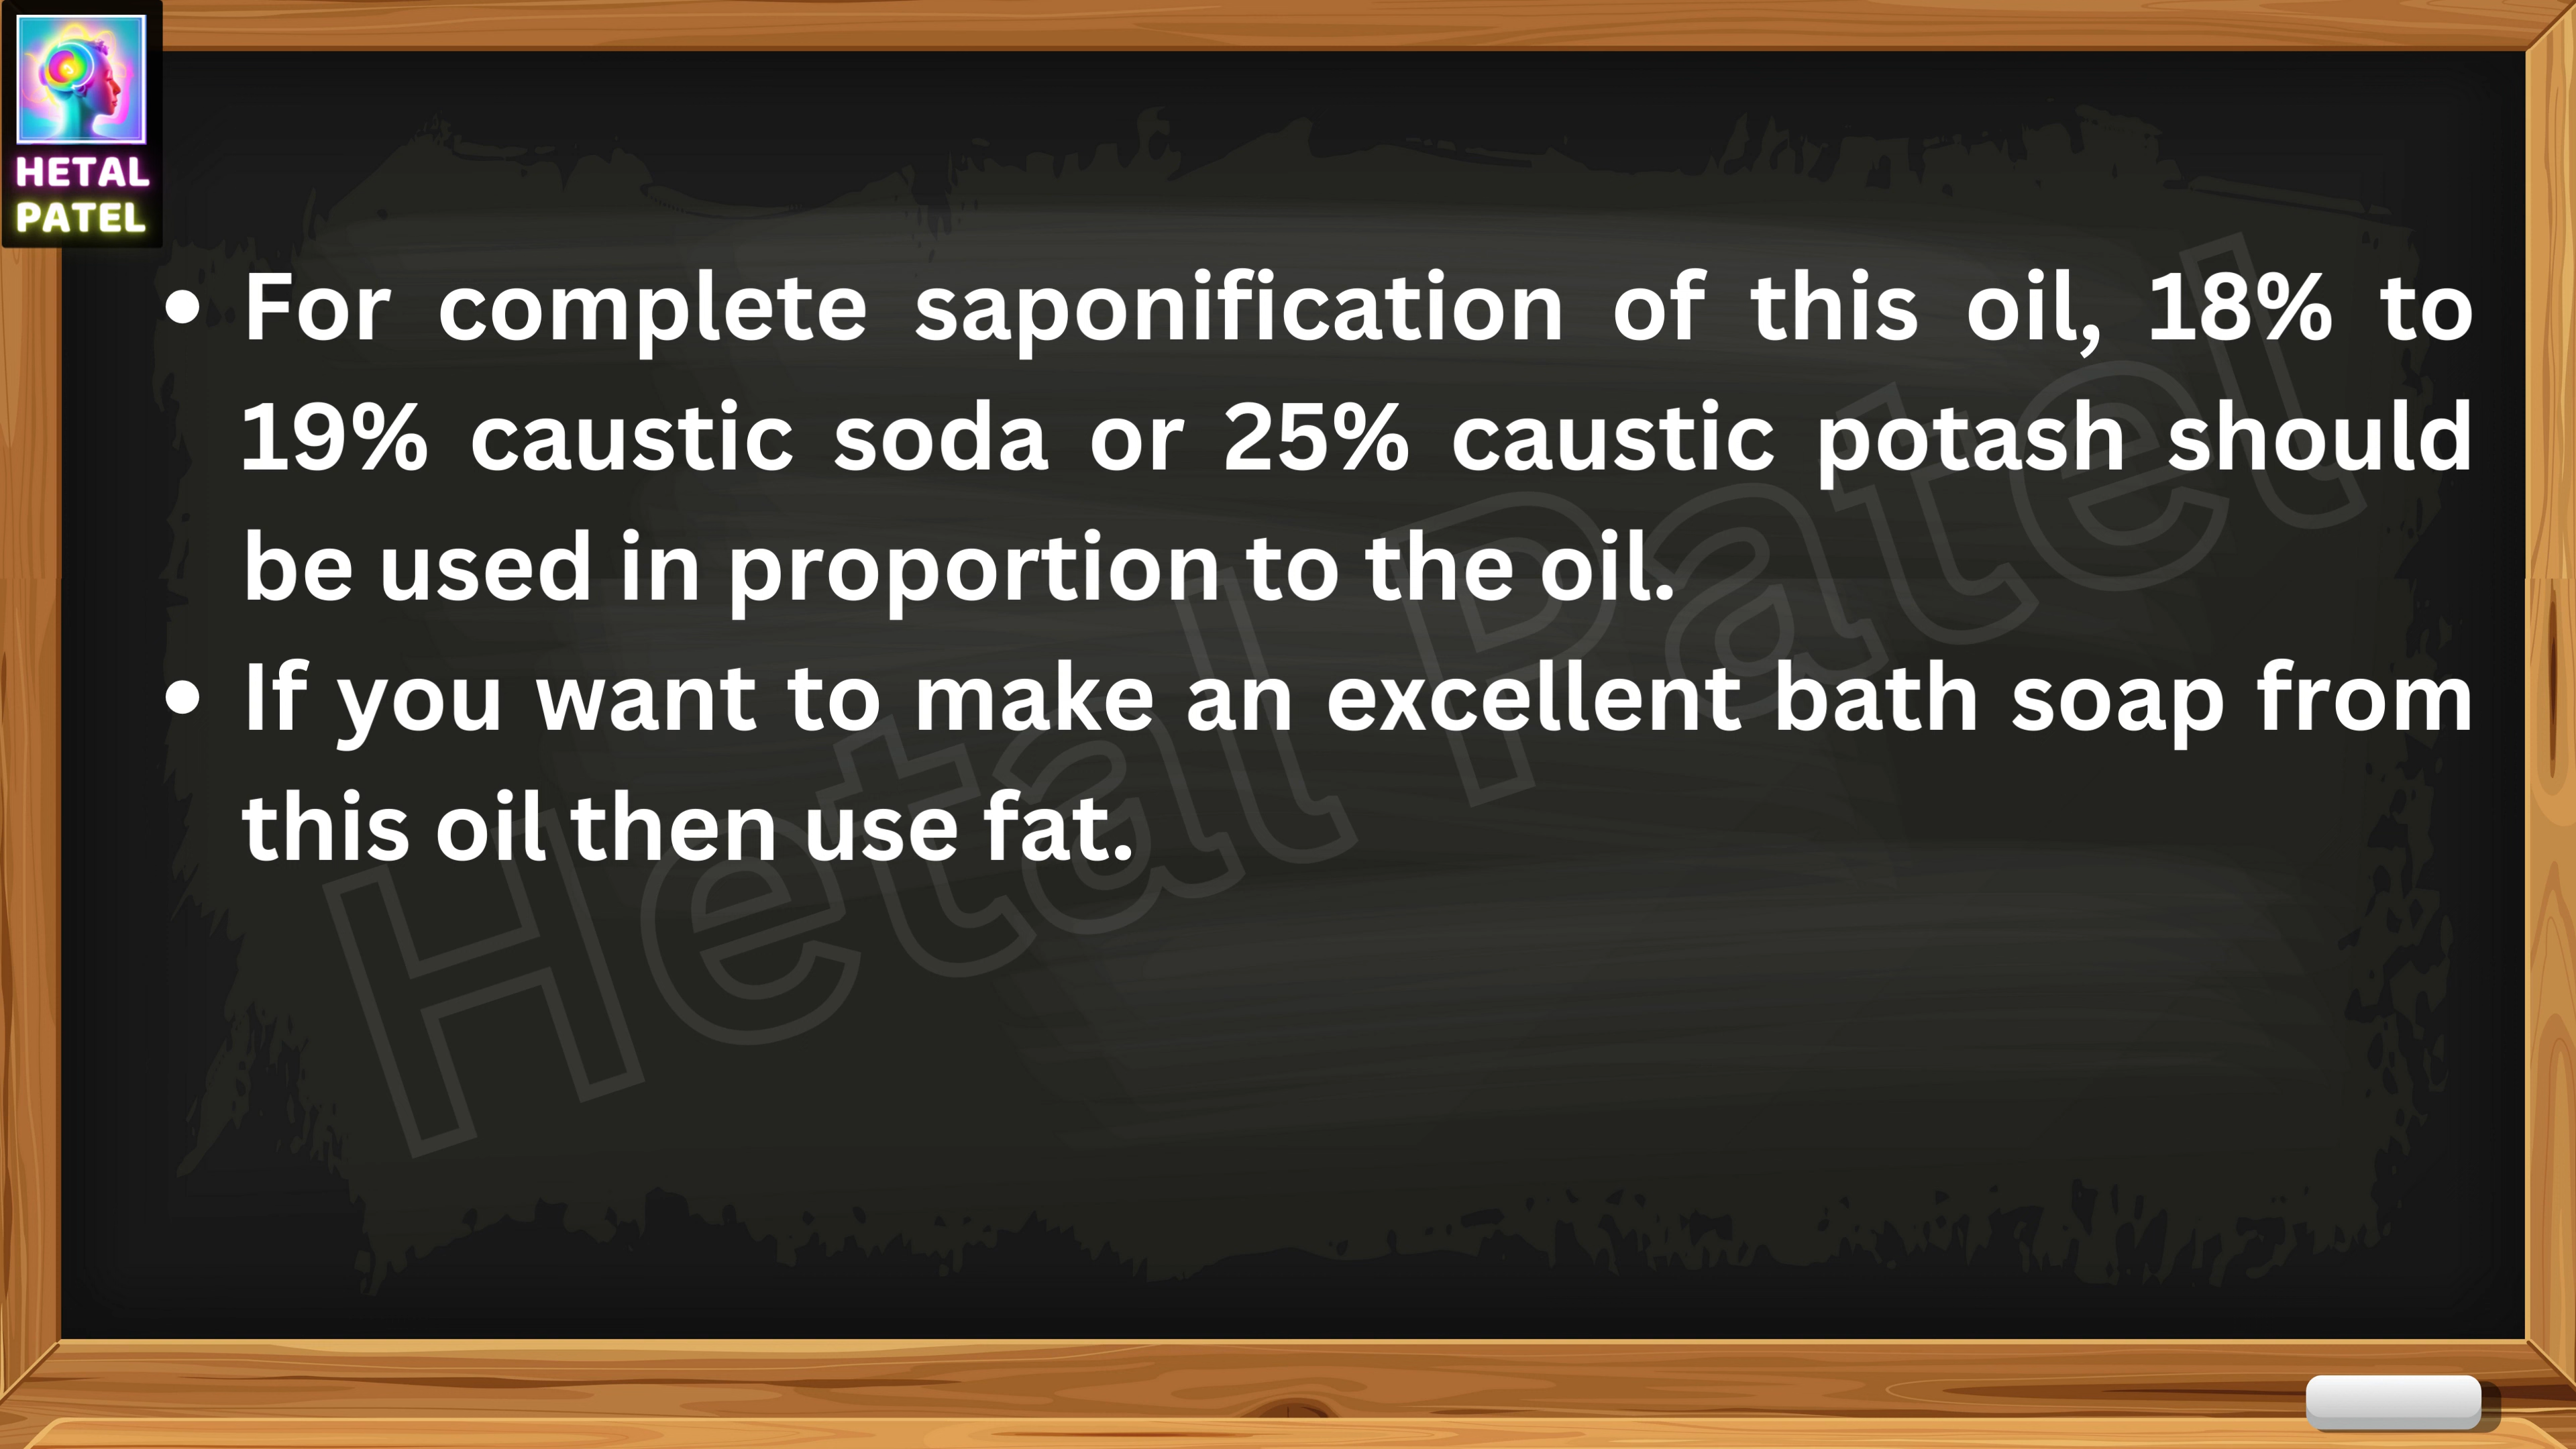 HETAL
PATEL
• For complete saponification of this oil, 18% to
19% caustic soda or 25% caustic potash should
be used in proportion to the oil.
• If you want to make an excellent bath soap from
this oil then use fat.
Hetal Patel